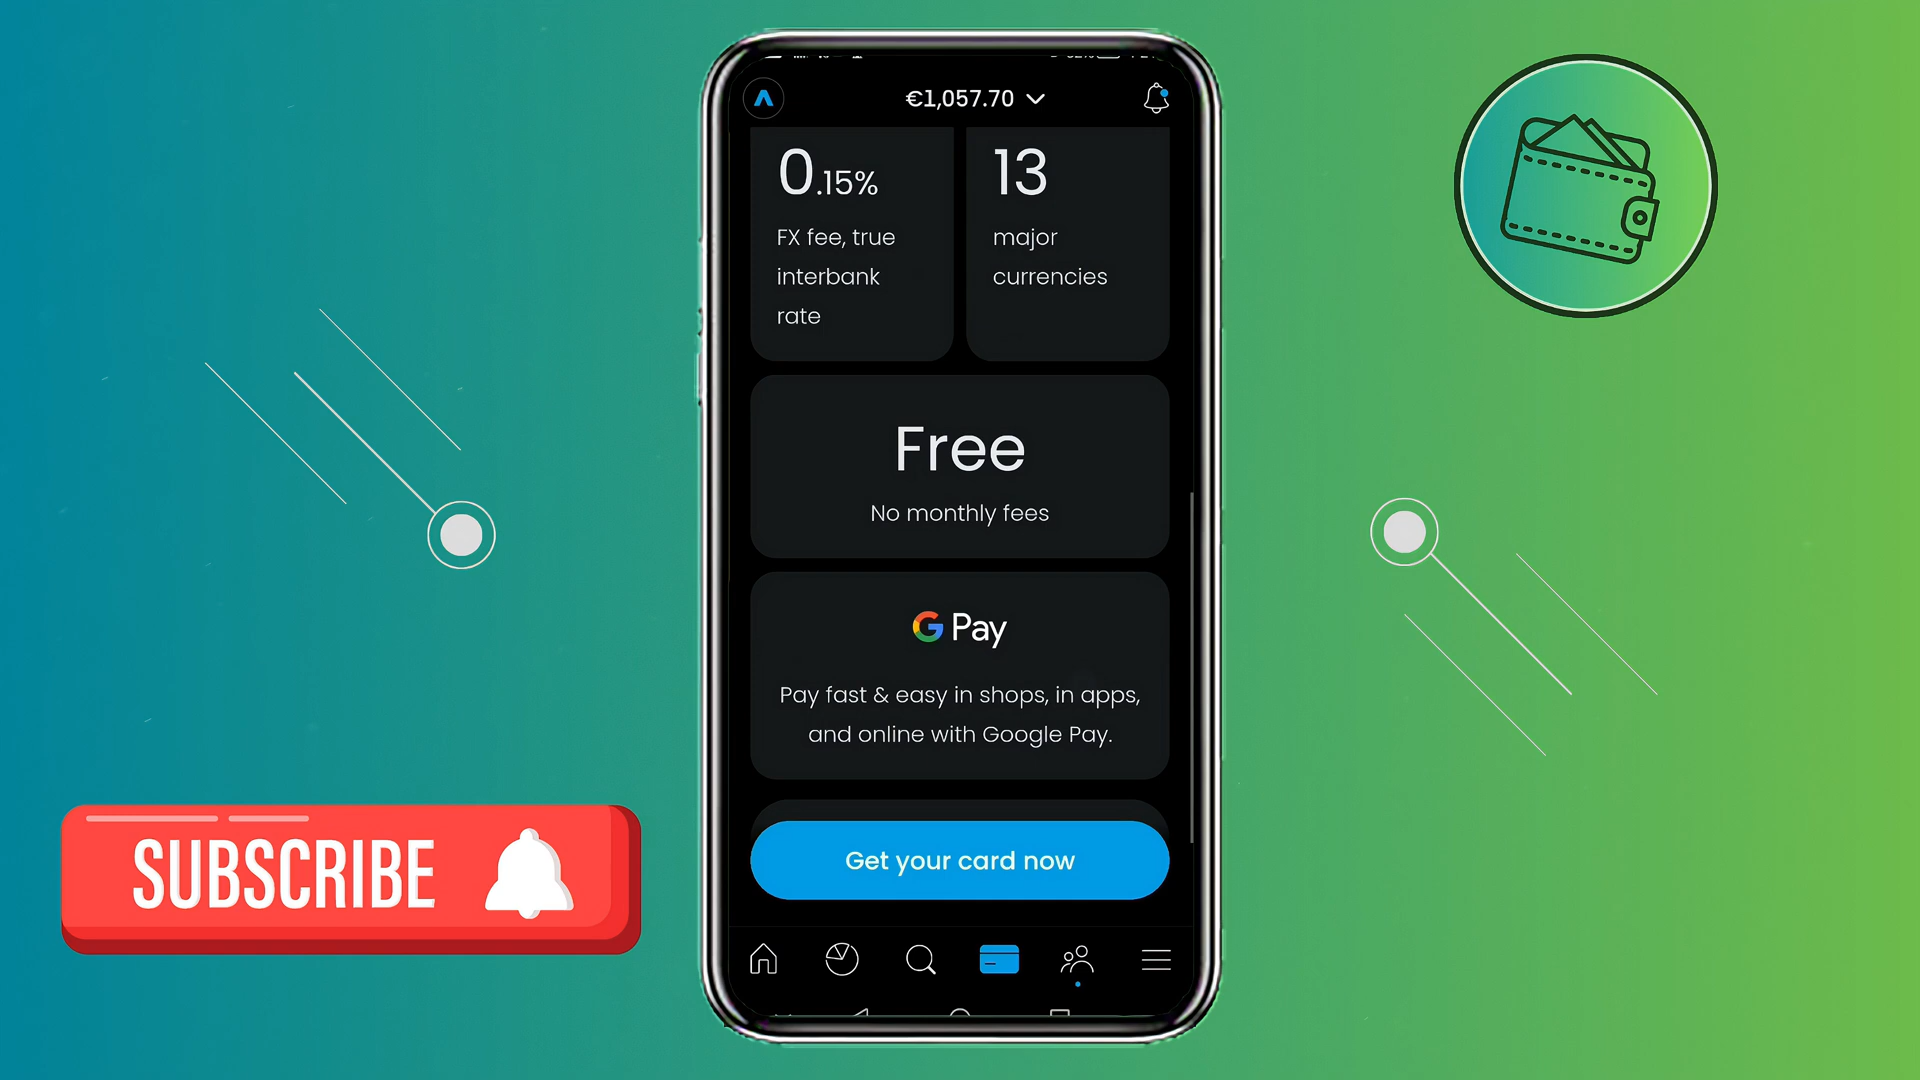 €1,057.70
0.15%
FX fee, true
interbank
rate
13
major
currencies
Free
No monthly fees
G Pay
Pay fast & easy in shops, in apps,
and online with Google Pay.
Get your card now
SUBSCRIBE